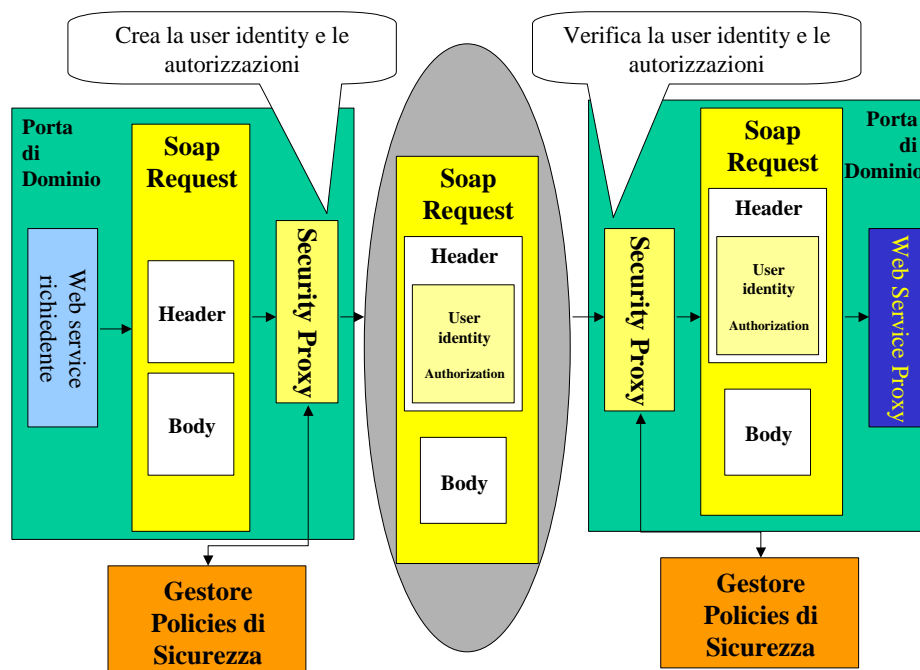 Crea la user identity e le
autorizzazioni
Verifica la user identity e le
autorizzazioni
Porta
di
Dominio
Soap
Request
Web service
richiedente
Header
Body
Security Proxy
Soap
Request
Header
User
identity
Authorization
Body
Security Proxy
Soap
Request
Header
User
identity
Authorization
Body
Porta
di
Dominio
Web Service Proxy
Gestore
Policies di
Sicurezza
Gestore
Policies di
Sicurezza